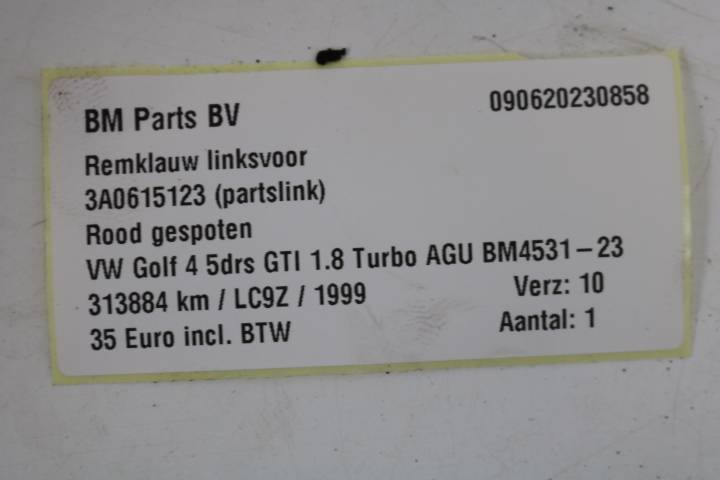 BM Parts BV 090620230858
Remklauw linksvoor
3A0615123 (partslink)
Rood gespoten
VW Golf 4 5drs GTI 1.8 Turbo AGU BM4531-23
313884 km / LC9Z / 1999 Verz: 10
35 Euro incl. BTW Aantal: 1